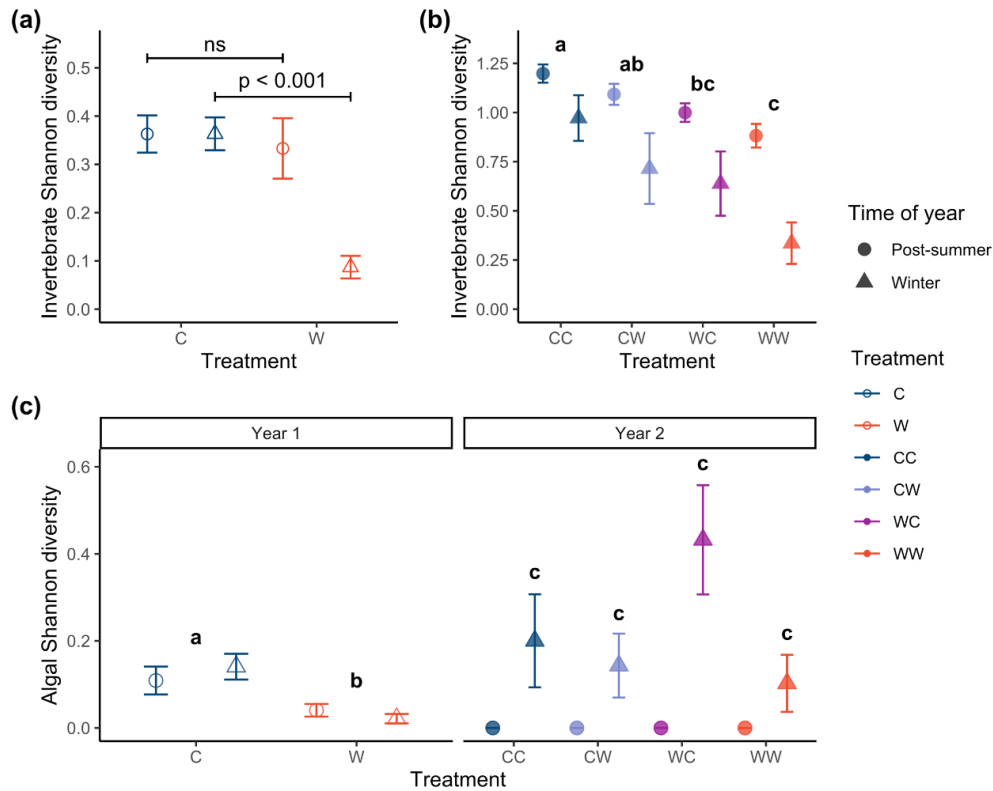 (a)
Invertebrate Shannon diversity
0.5
0.4
0.3
0.2
0.1
0.0
ns
p < 0.001
C W
Treatment
(b)
Invertebrate Shannon diversity
1.25
1.00
0.75
0.50
0.25
0.00
a
ab
bc
c
CC CW WC WW
Treatment
Time of year
Post-summer
Winter
Treatment
C
W
CC
CW
WC
WW
(c)
Year 1 Year 2
Algal Shannon diversity
0.6
0.4
0.2
0.0
a
b
c
c
c
c
C W CC CW WC WW
Treatment